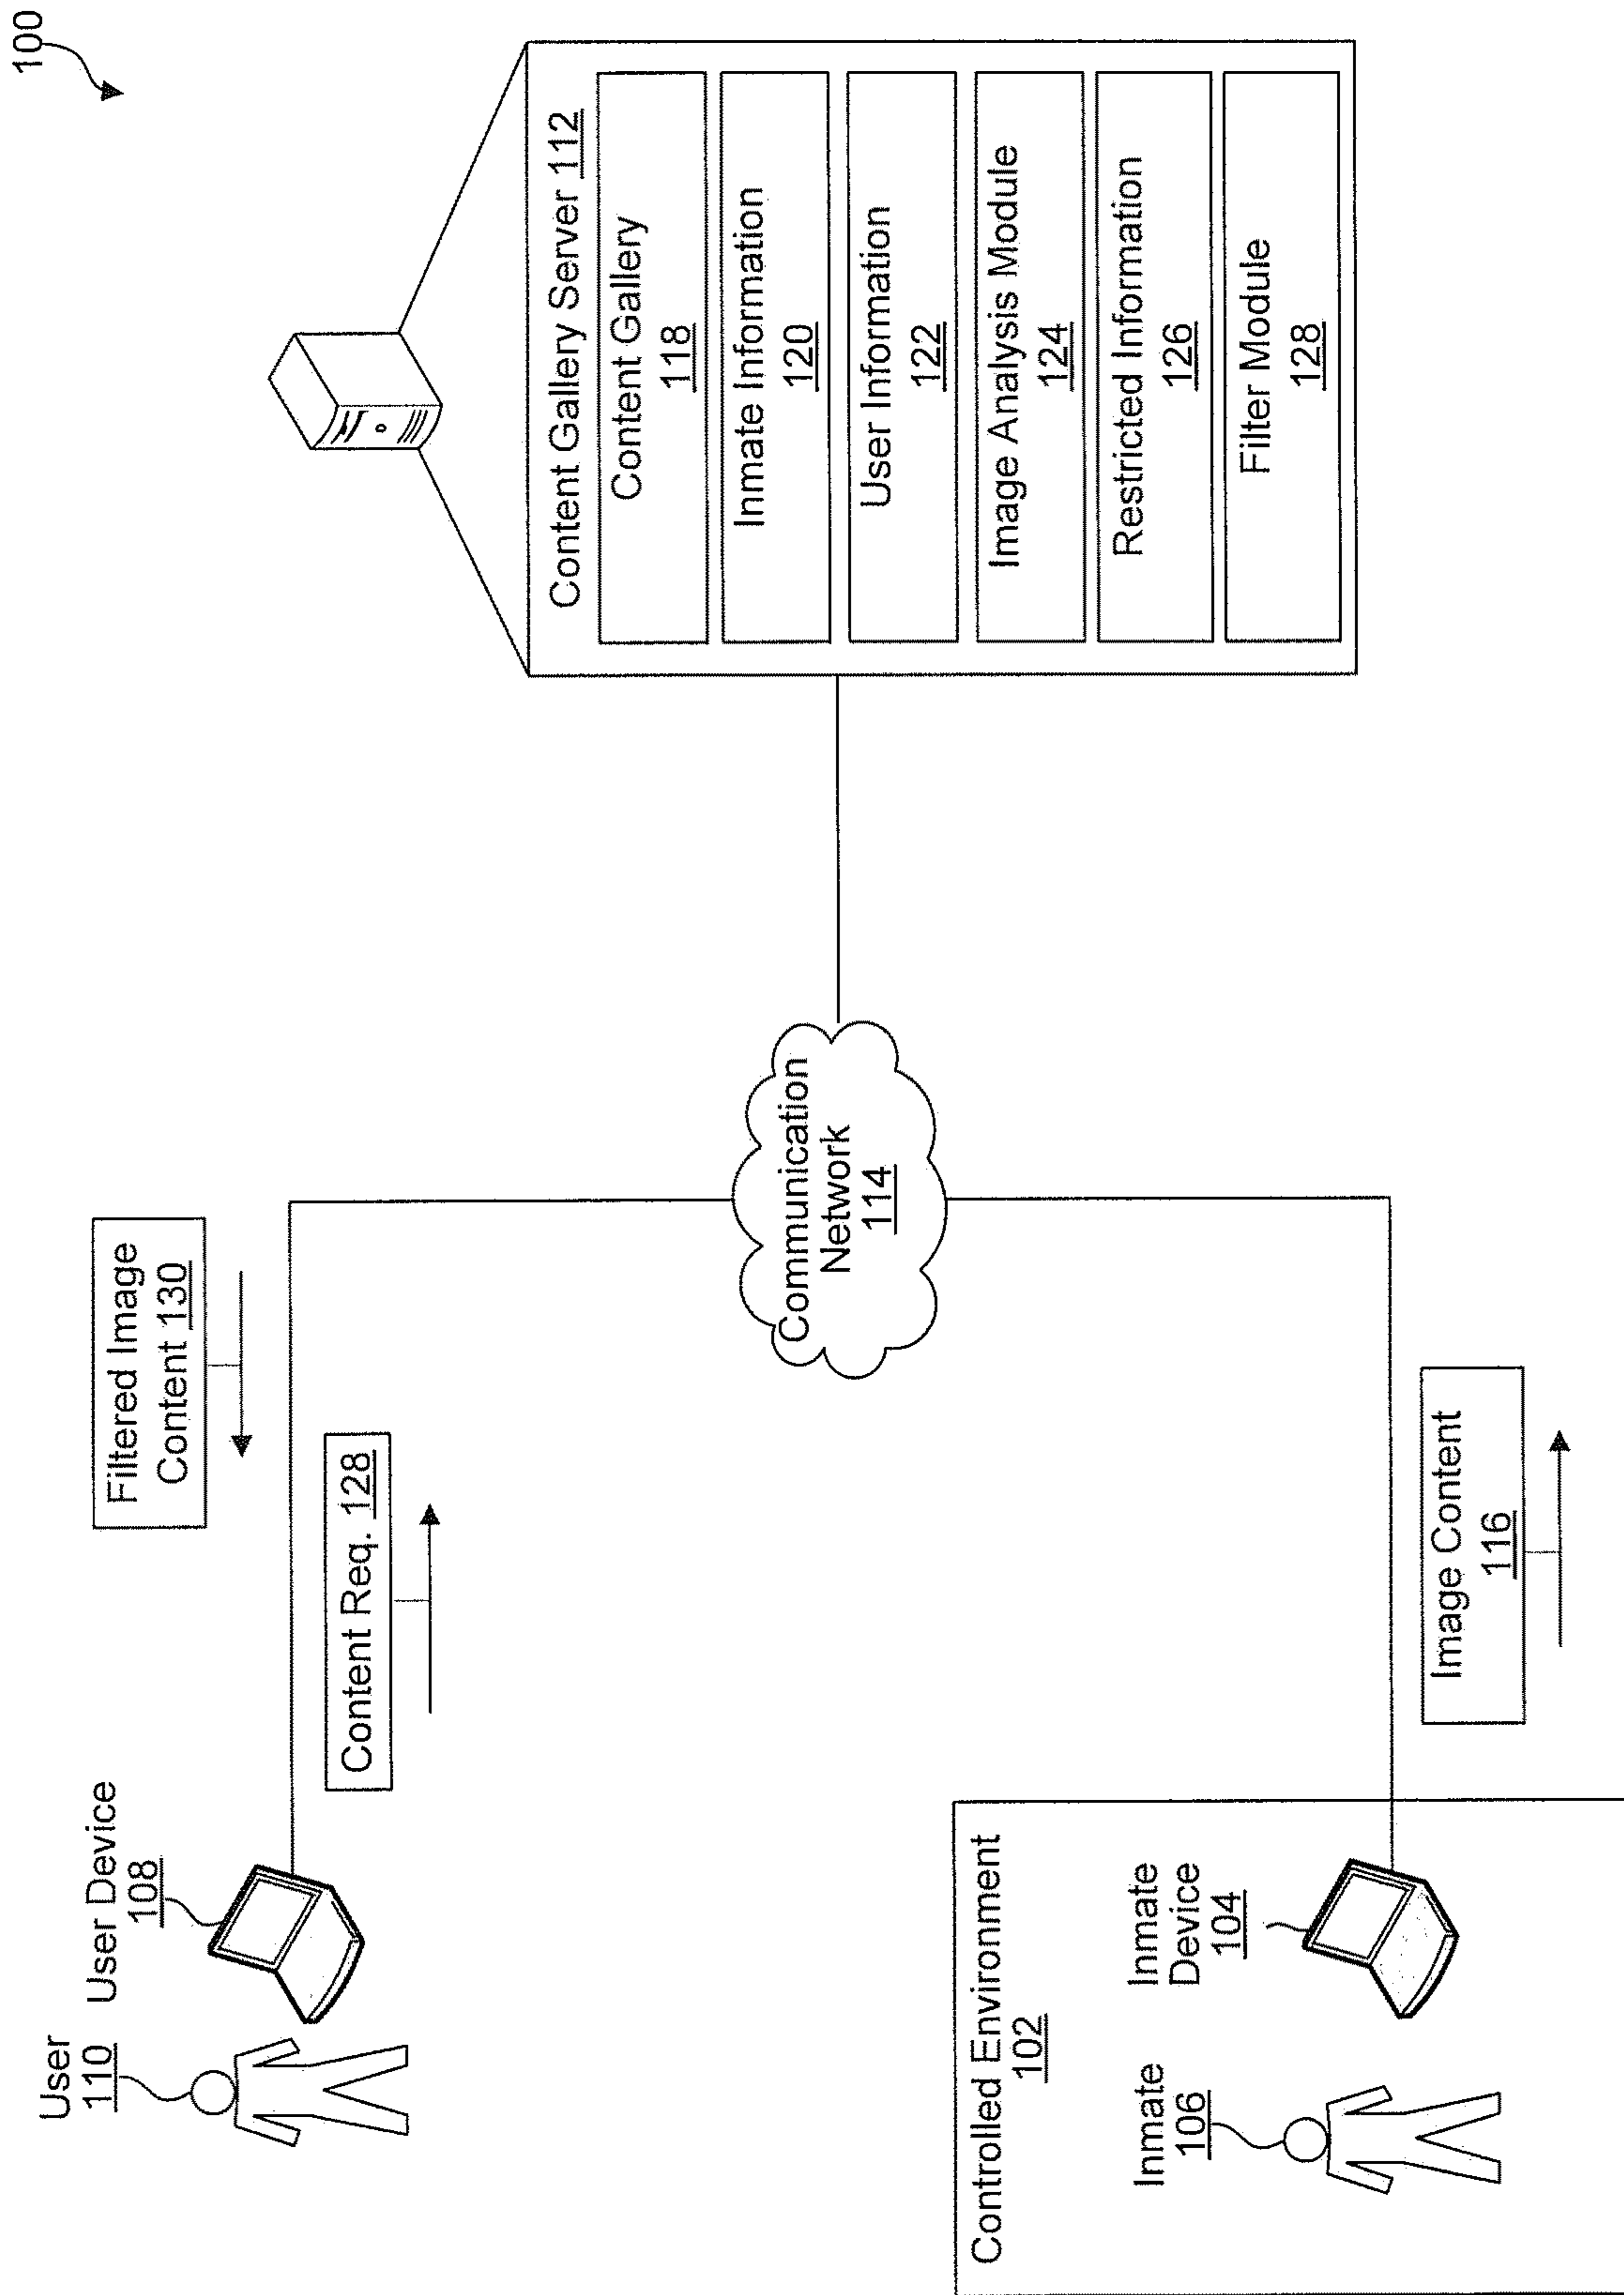 100
User
110
User Device
108
Filtered Image
Content 130
Content Req. 128
Controlled Environment
102
Inmate
106
Inmate
Device
104
Image Content
116
Communication
Network
114
Content Gallery Server 112
Content Gallery
118
Inmate Information
120
User Information
122
Image Analysis Module
124
Restricted Information
126
Filter Module
128